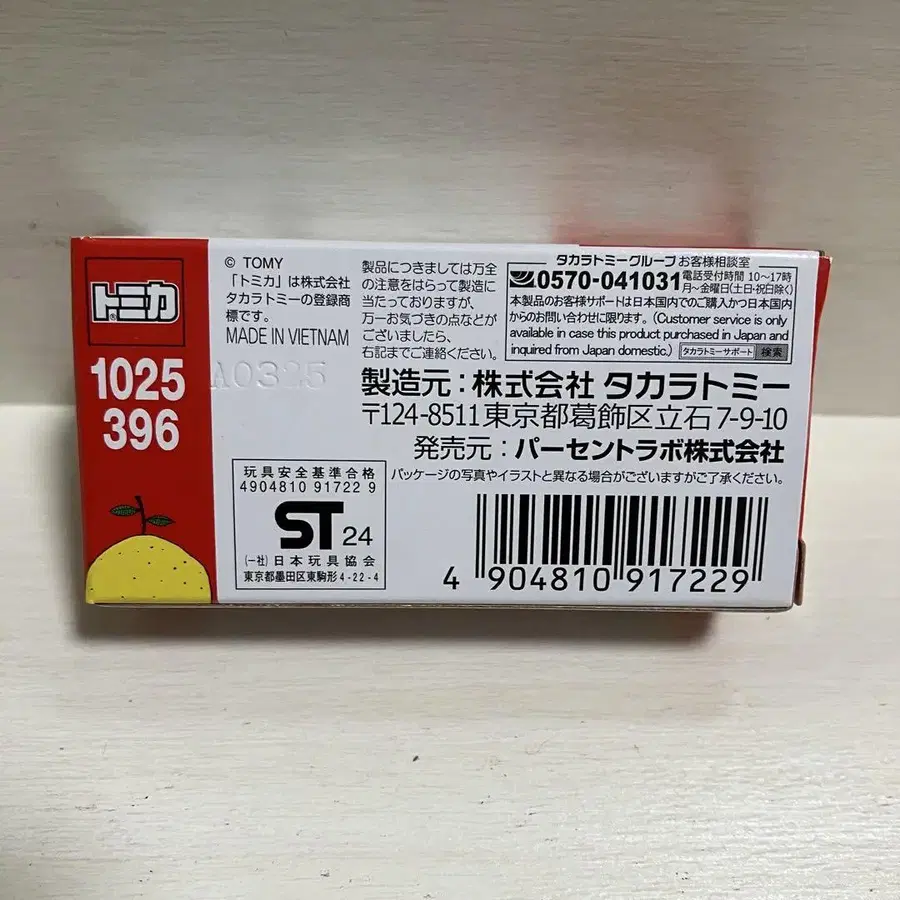 トミカ
®
1025
396
© TOMY
「トミカ」は株式会社
タカラトミーの登録商
標です。
MADE IN VIETNAM
A0325
製品につきましては万全
の注意をはらって製造に
当たっておりますが、
万一お気づきの点などが
ございましたら、
右記までご連絡ください。
タカラトミーグループ お客様相談室
0570-041031 電話受付時間 10～17時
月～金曜日(土・祝日除く)
本製品のお客様サポートは日本国内でのご購入かつ日本国内
からのお問い合わせに限ります。(Customer service is only
available in case this product purchased in Japan and
inquired from Japan domestic.) タカラトミーサポート 検索
製造元：株式会社 タカラトミー
〒124-8511東京都葛飾区立石7-9-10
発売元：パーセントラボ株式会社
パッケージの写真やイラストと異なる場合がございますがご了承ください。
玩具安全基準合格
4904810 91722 9
ST 24
(一社)日本玩具協会
東京都墨田区東駒形4-22-4
4 904810 917229